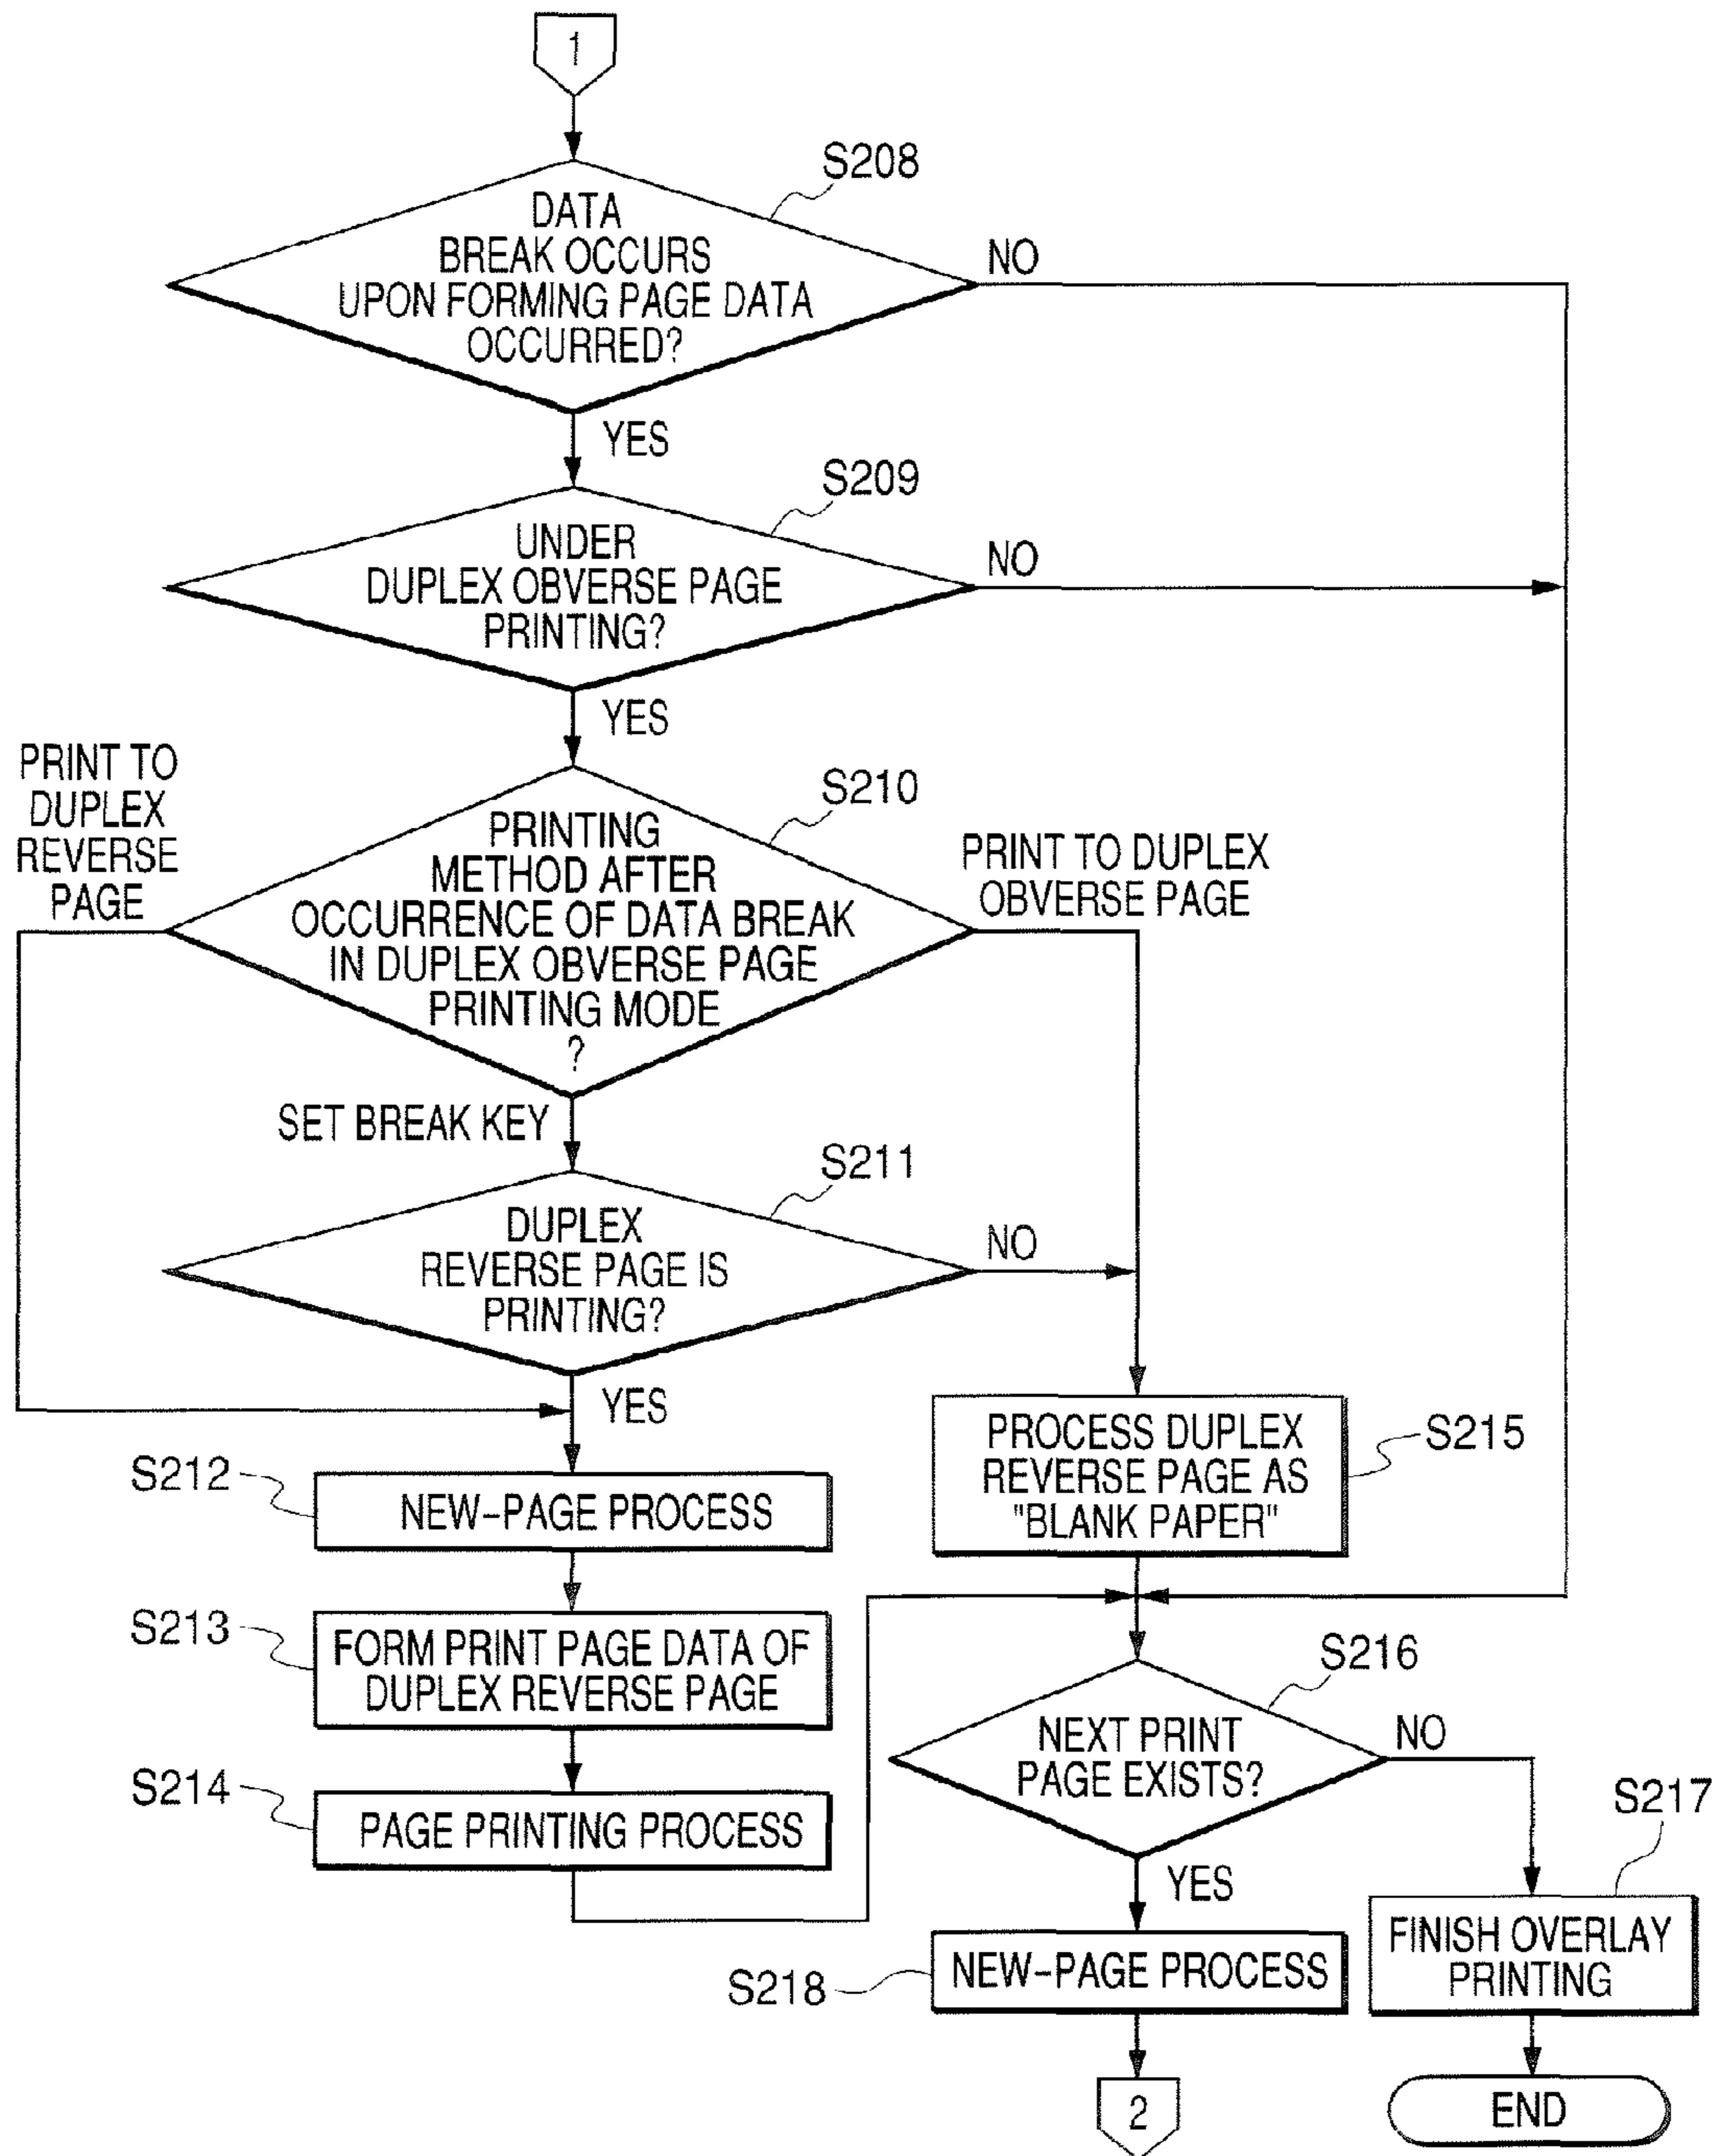 1
S208
DATA
BREAK OCCURS
UPON FORMING PAGE DATA
OCCURRED?
NO
YES
S209
UNDER
DUPLEX OBVERSE PAGE
PRINTING?
NO
YES
PRINT TO
DUPLEX
REVERSE
PAGE
S210
PRINTING
METHOD AFTER
OCCURRENCE OF DATA BREAK
IN DUPLEX OBVERSE PAGE
PRINTING MODE
?
PRINT TO DUPLEX
OBVERSE PAGE
SET BREAK KEY
S211
DUPLEX
REVERSE PAGE IS
PRINTING?
NO
YES
S212
NEW-PAGE PROCESS
PROCESS DUPLEX
REVERSE PAGE AS
"BLANK PAPER"
S215
S213
FORM PRINT PAGE DATA OF
DUPLEX REVERSE PAGE
S216
NEXT PRINT
PAGE EXISTS?
NO
S214
PAGE PRINTING PROCESS
S217
YES
FINISH OVERLAY
PRINTING
S218
NEW-PAGE PROCESS
2
END